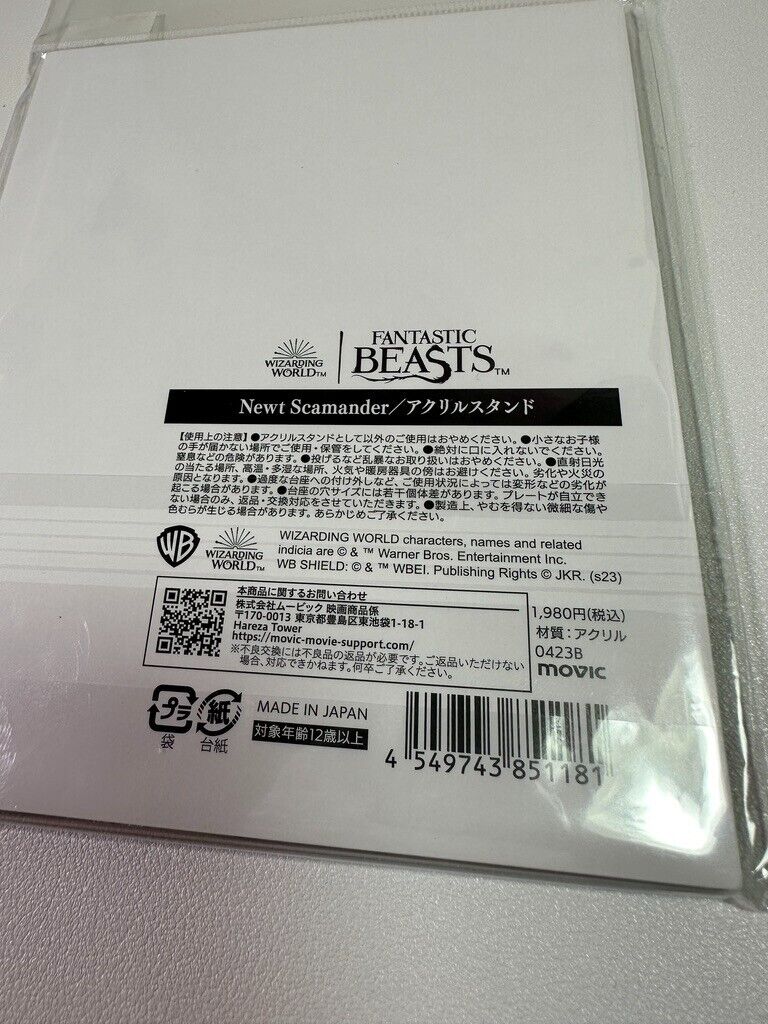 WIZARDING
WORLD™
FANTASTIC
BEASTS™
Newt Scamander/アクリルスタンド
【使用上の注意】●アクリルスタンドとして以外のご使用はおやめください。●小さなお子様
の手が届かない場所でご使用・保管をしてください。●絶対に口に入れないでください。
窒息などの危険があります。●投げるなど乱暴なお取り扱いはおやめください。●直射日光
の当たる場所、高温・多湿な場所、火気や暖房器具の傍はお避けください。劣化や火災の
原因となります。●過度な台座への付け外しなど、ご使用状況によっては変形などの劣化が
起こる場合があります。●台座の穴サイズには若干個体差があります。プレートが自立でき
ない場合のみ、返品・交換対応をさせていただきます。●製造上、やむを得ない微細な傷や
色むらが生じる場合があります。あらかじめご了承ください。
WB
WIZARDING
WORLD™
WIZARDING WORLD characters, names and related
indicia are © & ™ Warner Bros. Entertainment Inc.
WB SHIELD: © & ™ WBEI. Publishing Rights © JKR. (s23)
本商品に関するお問い合わせ
株式会社ムービック 映画商品係
〒170-0013 東京都豊島区東池袋1-18-1
Hareza Tower
https://movic-movie-support.com/
※不良交換には不良品の返品が必要です。ご返品いただけない
場合、対応できかねます。何卒ご了承ください。
1,980円(税込)
材質:アクリル
0423B
movic
プラ
袋
紙
台紙
MADE IN JAPAN
対象年齢12歳以上
4 549743 851181